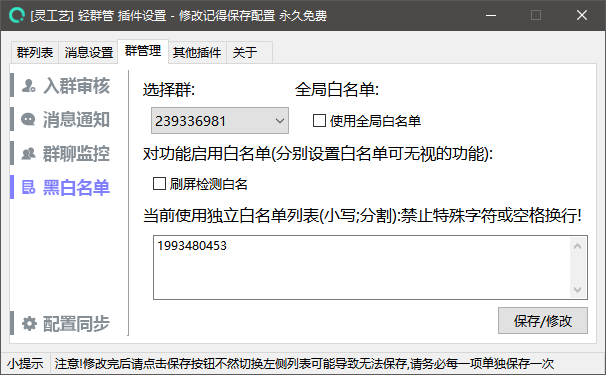 [灵工艺] 轻群管 插件设置 - 修改记得保存配置 永久免费
群列表 消息设置 群管理 其他插件 关于
入群审核
消息通知
群聊监控
黑白名单
配置同步
选择群: 全局白名单:
239336981 使用全局白名单
对功能启用白名单(分别设置白名单可无视的功能):
刷屏检测白名
当前使用独立白名单列表(小写;分割):禁止特殊字符或空格换行!
1993480453
保存/修改
小提示 注意!修改完后请点击保存按钮不然切换左侧列表可能导致无法保存,请务必每一项单独保存一次